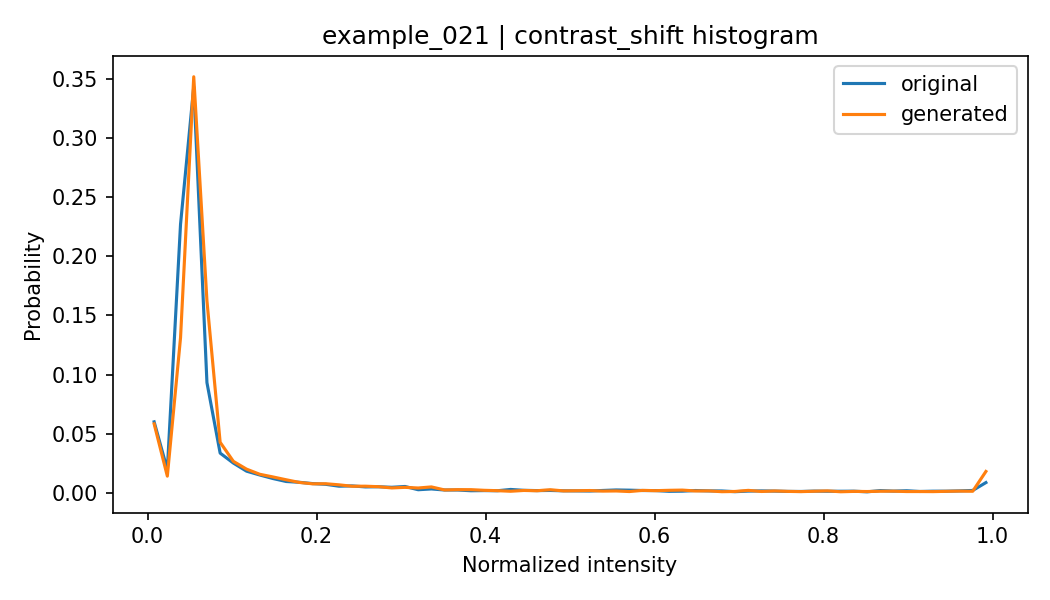 example_021 | contrast_shift histogram
original
generated
Probability
0.35
0.30
0.25
0.20
0.15
0.10
0.05
0.00
0.0 0.2 0.4 0.6 0.8 1.0
Normalized intensity